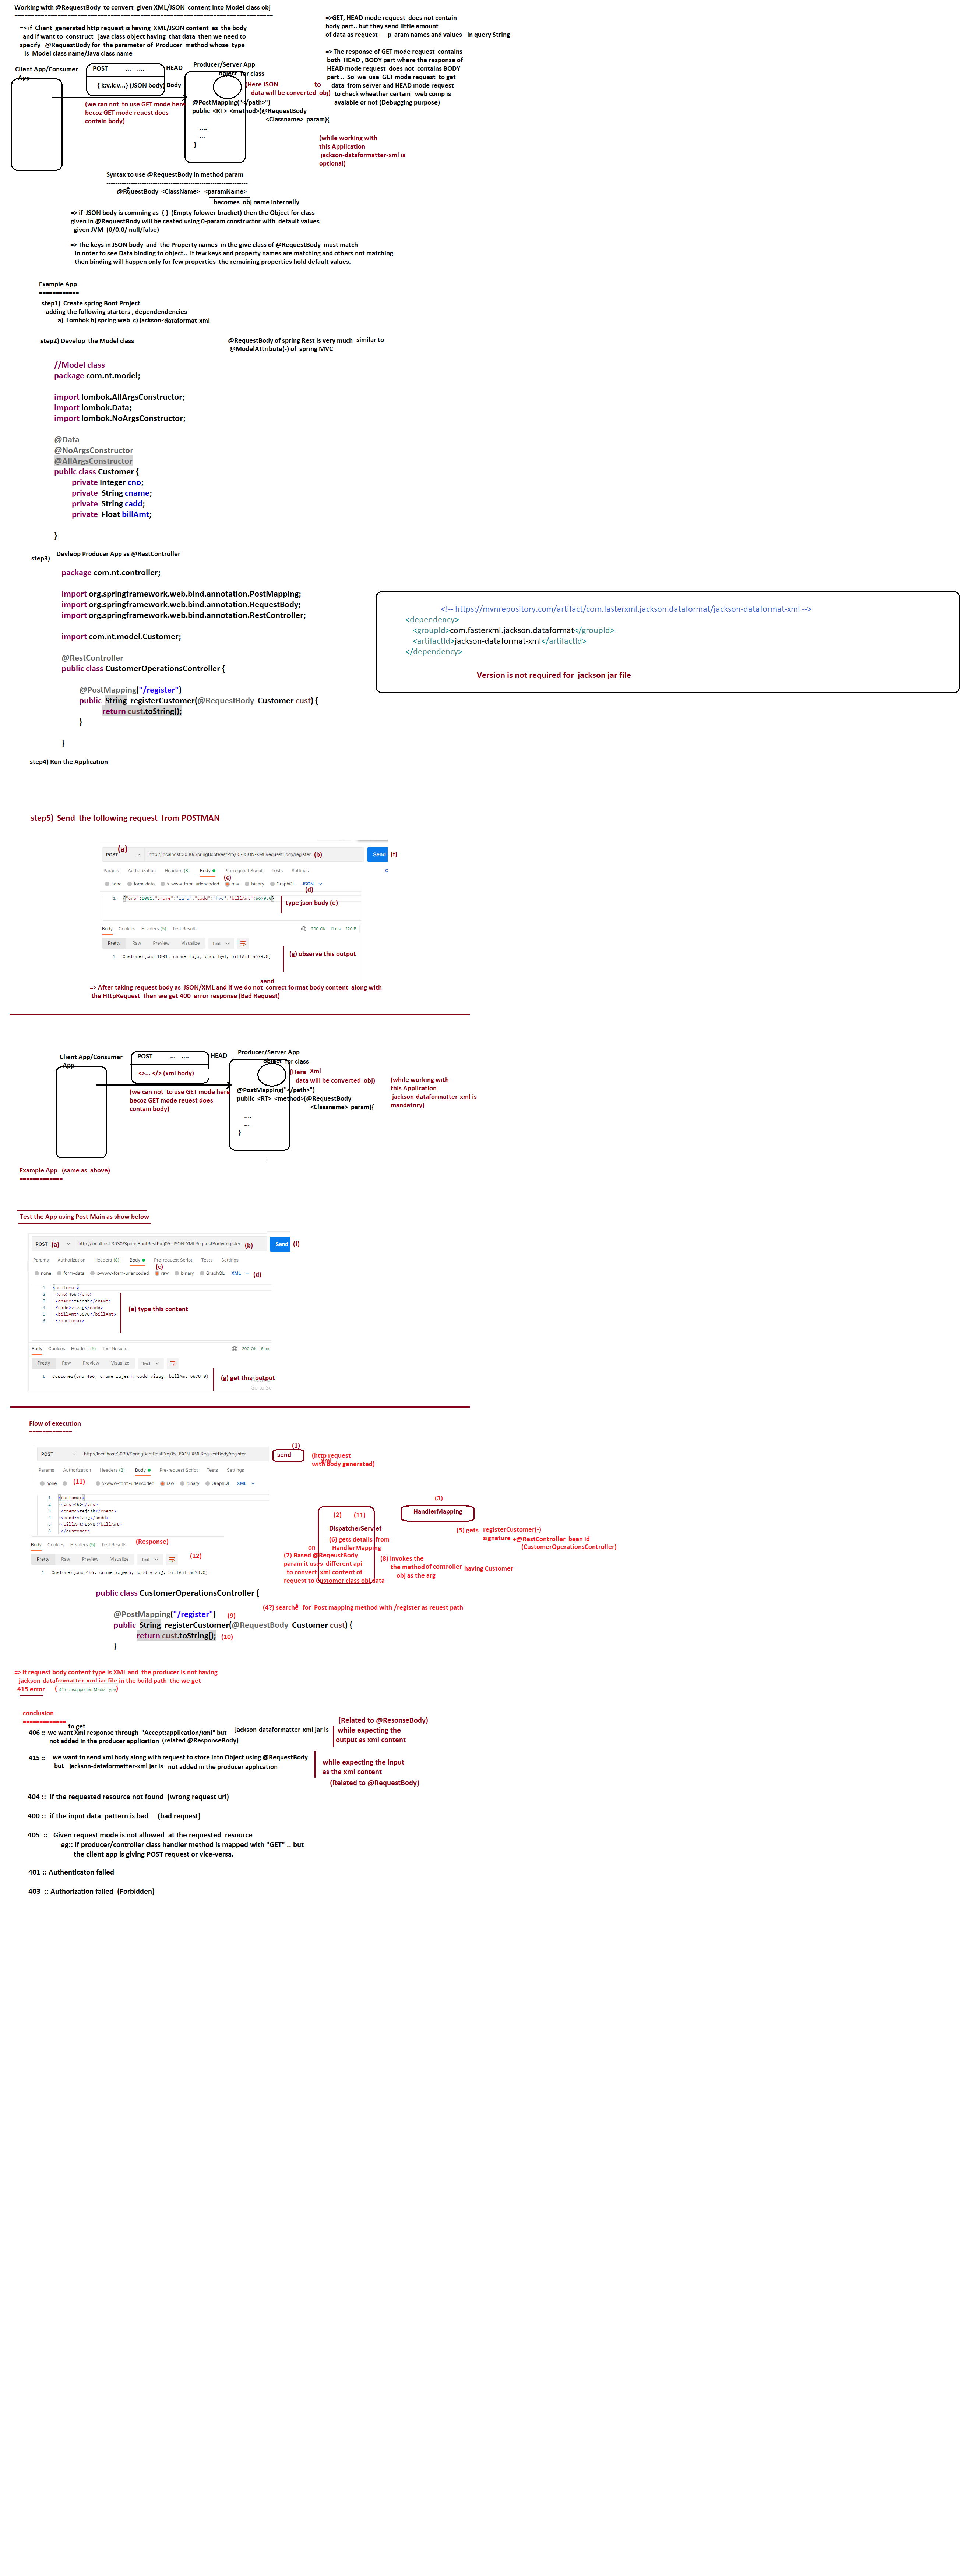 Working with @RequestBody to convert given XML/JSON content into Model class obj
=>GET, HEAD mode request does not contain
body part.. but they send little amount
of data as request p aram names and values in query String
=> if Client generated http request is having XML/JSON content as the body
and if want to construct java class object having that data then we need to
specify @RequestBody for the parameter of Producer method whose type
is Model class name/Java class name
=> The response of GET mode request contains
both HEAD , BODY part where the response of
HEAD mode request does not contains BODY
part .. So we use GET mode request to get
data from server and HEAD mode request
to check wheather certain web comp is
avaiable or not (Debugging purpose)
Client App/Consumer
App
POST ... .... HEAD
{ k:v,k:v,..} (JSON body) Body
(we can not to use GET mode here
becoz GET mode reuest does
contain body)
Producer/Server App
object for class
(Here JSON to
data will be converted obj)
@PostMapping("</path>")
public <RT> <method>(@RequestBody
<Classname> param){
....
...
}
(while working with
this Application
jackson-dataformatter-xml is
optional)
Syntax to use @RequestBody in method param
@RquestBody <ClassName> <paramName>
e
becomes obj name internally
=> if JSON body is comming as { } (Empty folower bracket) then the Object for class
given in @RequestBody will be ceated using 0-param constructor with default values
given JVM (0/0.0/ null/false)
=> The keys in JSON body and the Property names in the give class of @RequestBody must match
in order to see Data binding to object.. if few keys and property names are matching and others not matching
then binding will happen only for few properties the remaining properties hold default values.
Example App
============
step1) Create spring Boot Project
adding the following starters , dependendencies
a) Lombok b) spring web c) jackson-dataformat-xml
step2) Develop the Model class
@RequestBody of spring Rest is very much similar to
@ModelAttribute(-) of spring MVC
//Model class
package com.nt.model;
import lombok.AllArgsConstructor;
import lombok.Data;
import lombok.NoArgsConstructor;
@Data
@NoArgsConstructor
@AllArgsConstructor
public class Customer {
private Integer cno;
private String cname;
private String cadd;
private Float billAmt;
}
step3) Devleop Producer App as @RestController
package com.nt.controller;
import org.springframework.web.bind.annotation.PostMapping;
import org.springframework.web.bind.annotation.RequestBody;
import org.springframework.web.bind.annotation.RestController;
import com.nt.model.Customer;
@RestController
public class CustomerOperationsController {
@PostMapping("/register")
public String registerCustomer(@RequestBody Customer cust) {
return cust.toString();
}
}
<!-- https://mvnrepository.com/artifact/com.fasterxml.jackson.dataformat/jackson-dataformat-xml -->
<dependency>
<groupId>com.fasterxml.jackson.dataformat</groupId>
<artifactId>jackson-dataformat-xml</artifactId>
</dependency>
Version is not required for jackson jar file
step4) Run the Application
step5) Send the following request from POSTMAN
(a)
POST http://localhost:3030/SpringBootRestProj05-JSON-XMLRequestBody/register (b) Send (f)
Params Authorization Headers (8) Body Pre-request Script Tests Settings
(c)
none form-data x-www-form-urlencoded raw binary GraphQL JSON
(d)
1 {"cno":1001,"cname":"raja","cadd":"hyd","billAmt":5679.8}
type json body (e)
Body Cookies Headers (5) Test Results 200 OK 11 ms 220 B
Pretty Raw Preview Visualize Text
1 Customer(cno=1001, cname=raja, cadd=hyd, billAmt=5679.8)
(g) observe this output
send
=> After taking request body as JSON/XML and if we do not correct format body content along with
the HttpRequest then we get 400 error response (Bad Request)
Client App/Consumer
App
POST ... .... HEAD
<>... </> (xml body)
(we can not to use GET mode here
becoz GET mode reuest does
contain body)
Producer/Server App
object for class
(Here Xml
data will be converted obj)
@PostMapping("</path>")
public <RT> <method>(@RequestBody
<Classname> param){
....
...
}
(while working with
this Application
jackson-dataformatter-xml is
mandatory)
Example App (same as above)
=============
Test the App using Post Main as show below
POST (a) http://localhost:3030/SpringBootRestProj05-JSON-XMLRequestBody/register (b) Send (f)
Params Authorization Headers (8) Body Pre-request Script Tests Settings
(c)
none form-data x-www-form-urlencoded raw binary GraphQL XML (d)
1 <customer>
2 <cno>456</cno>
3 <cname>rajesh</cname>
4 <cadd>vizag</cadd>
5 <billAmt>5678</billAmt>
6 </customer>
(e) type this content
Body Cookies Headers (5) Test Results 200 OK 8 ms
Pretty Raw Preview Visualize Text
1 Customer(cno=456, cname=rajesh, cadd=vizag, billAmt=5678.0)
(g) get this output
Go to Se
Flow of execution
=============
(1)
POST http://localhost:3030/SpringBootRestProj05-JSON-XMLRequestBody/register send
(http request
xml
with body generated)
Params Authorization Headers (8) Body Pre-request Script Tests Settings
none (11) x-www-form-urlencoded raw binary GraphQL XML
1 <customer>
2 <cno>456</cno>
3 <cname>rajesh</cname>
4 <cadd>vizag</cadd>
5 <billAmt>5678</billAmt>
6 </customer>
(Response)
Body Cookies Headers (5) Test Results
Pretty Raw Preview Visualize Text (12)
1 Customer(cno=456, cname=rajesh, cadd=vizag, billAmt=5678.0)
(2) (11)
DispatcherServlet
(6) gets details from
HandlerMapping
on
(7) Based @ReqeustBody
param it uses different api
to convert xml content of
request to Customer class obj data
(3)
HandlerMapping
(5) gets registerCustomer(-)
signature +@RestController bean id
(CustomerOperationsController)
(8) invokes the
the method of controller having Customer
obj as the arg
public class CustomerOperationsController {
(4?) searche for Post mapping method with /register as reuest path
s
@PostMapping("/register") (9)
public String registerCustomer(@RequestBody Customer cust) {
return cust.toString(); (10)
}
=> if request body content type is XML and the producer is not having
jackson-datafromatter-xml jar file in the build path the we get
415 error ( 415 Unsupported Media Type)
conclusion
=============
to get
406 :: we want Xml response through "Accept:application/xml" but jackson-dataformatter-xml jar is
not added in the producer application (related @ResponseBody)
(Related to @ResonseBody)
while expecting the
output as xml content
415 :: we want to send xml body along with request to store into Object using @RequestBody
but jackson-dataformatter-xml jar is not added in the producer application
while expecting the input
as the xml content
(Related to @RequestBody)
404 :: if the requested resource not found (wrong request url)
400 :: if the input data pattern is bad (bad request)
405 :: Given request mode is not allowed at the requested resource
eg:: if producer/controller class handler method is mapped with "GET" .. but
the client app is giving POST request or vice-versa.
401 :: Authenticaton failed
403 :: Authorization failed (Forbidden)